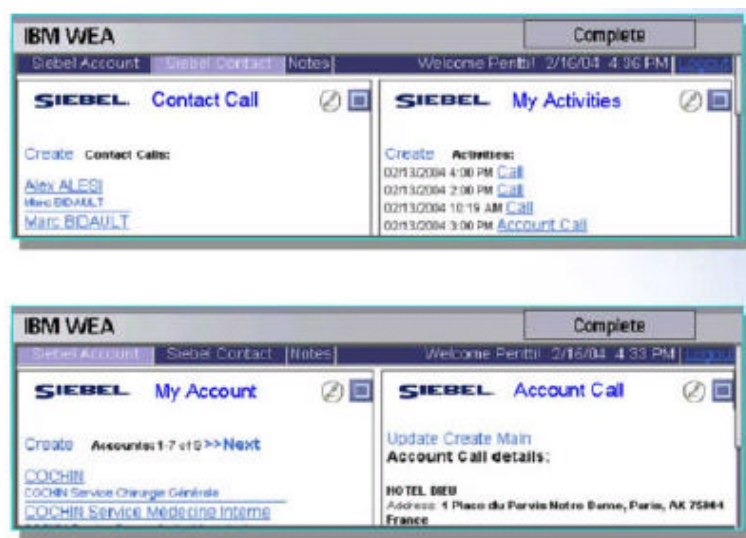 IBM WEA Complete
Siebel Account Siebel Contact Notes Welcome Pentti! 2/16/04 4:36 PM Logout
SIEBEL. Contact Call
Create Contact Calls:
Alex ALESI
Marc BIDAULT
Marc BIDAULT
SIEBEL. My Activities
Create Activities:
02/13/2004 4:00 PM Call
02/13/2004 2:00 PM Call
02/13/2004 10:19 AM Call
02/13/2004 3:00 PM Account Call
IBM WEA Complete
Siebel Account Siebel Contact Notes Welcome Pentti! 2/16/04 4:33 PM
SIEBEL. My Account
Create Accounts: 1-7 of 9 >>Next
COCHIN
COCHIN Service Chirurgie Générale
COCHIN Service Medecine Interne
SIEBEL. Account Call
Update Create Main
Account Call details:
HOTEL DIEU
Address: 1 Place du Parvis Notre Dame, Paris, AK 75044
France